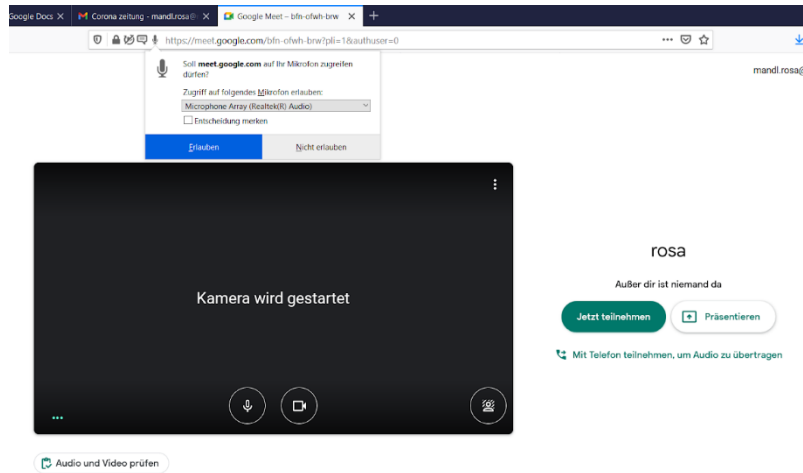 Google Docs
Corona zeitung - mandl.rosa@
Google Meet – bfn-ofwh-brw
https://meet.google.com/bfn-ofwh-brw?pli=1&authuser=0
Soll meet.google.com auf Ihr Mikrofon zugreifen
dürfen?
Zugriff auf folgendes Mikrofon erlauben:
Microphone Array (Realtek(R) Audio)
Entscheidung merken
Erlauben
Nicht erlauben
mandl.rosa@
Kamera wird gestartet
rosa
Außer dir ist niemand da
Jetzt teilnehmen
Präsentieren
Mit Telefon teilnehmen, um Audio zu übertragen
Audio und Video prüfen